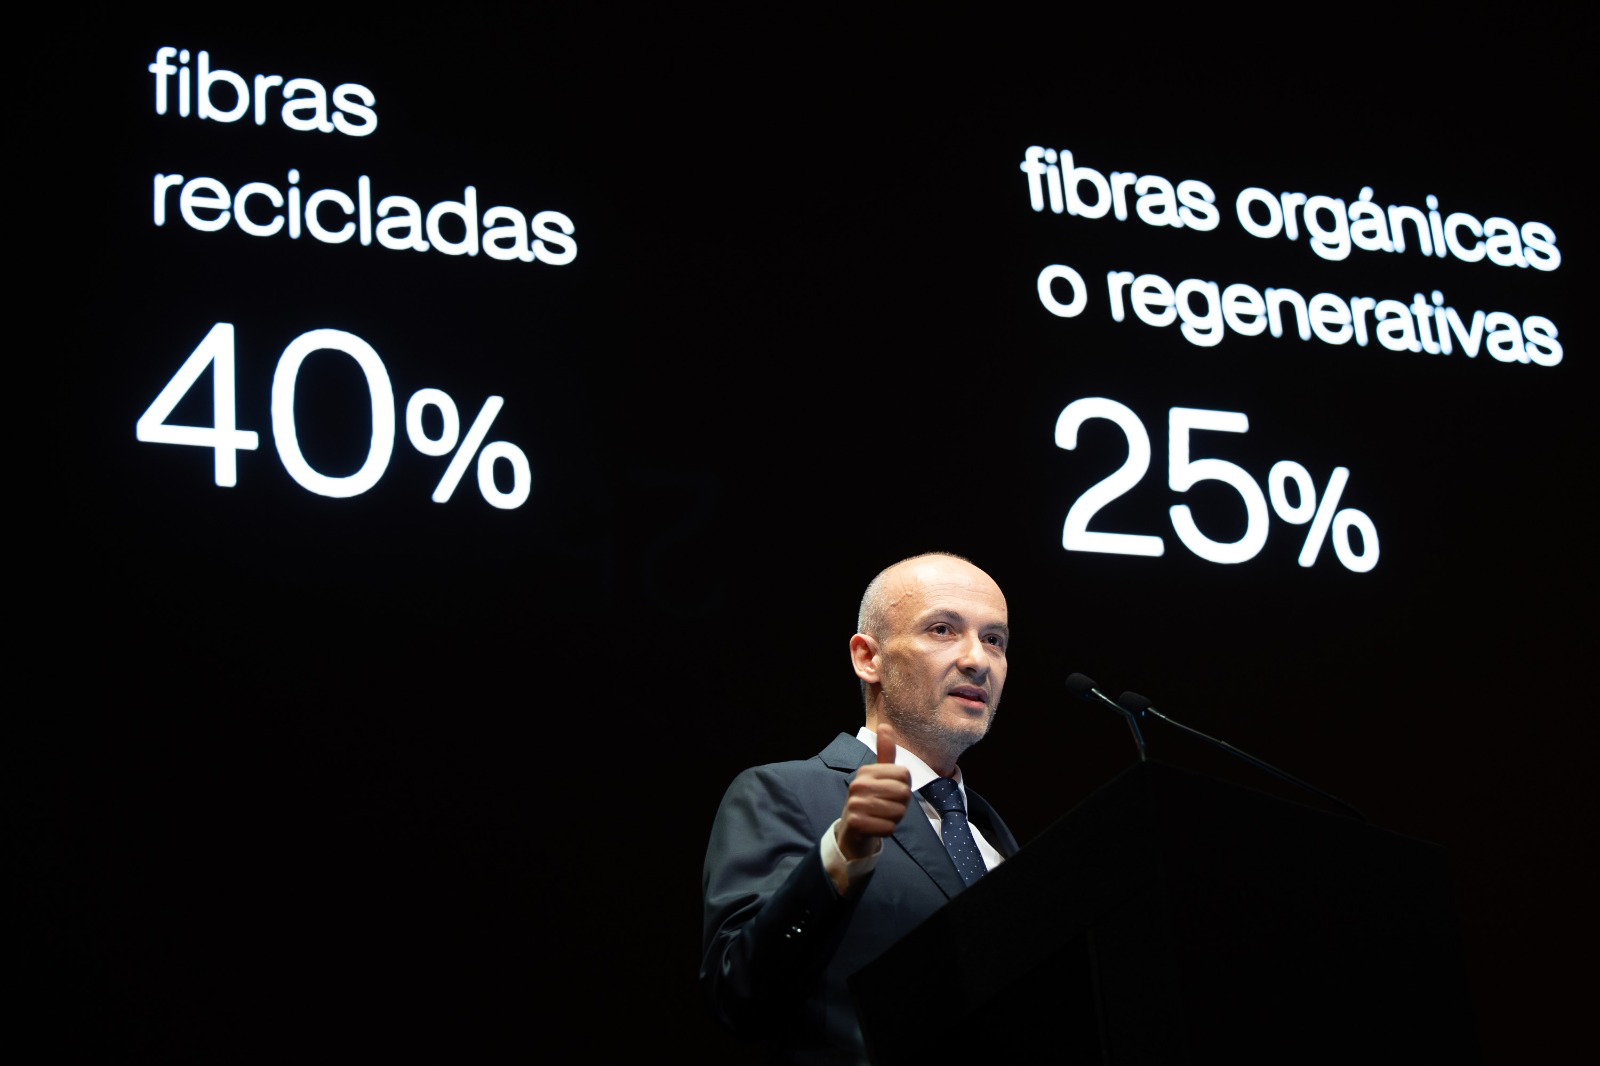 fibras
recicladas
40%
fibras orgánicas
o regenerativas
25%